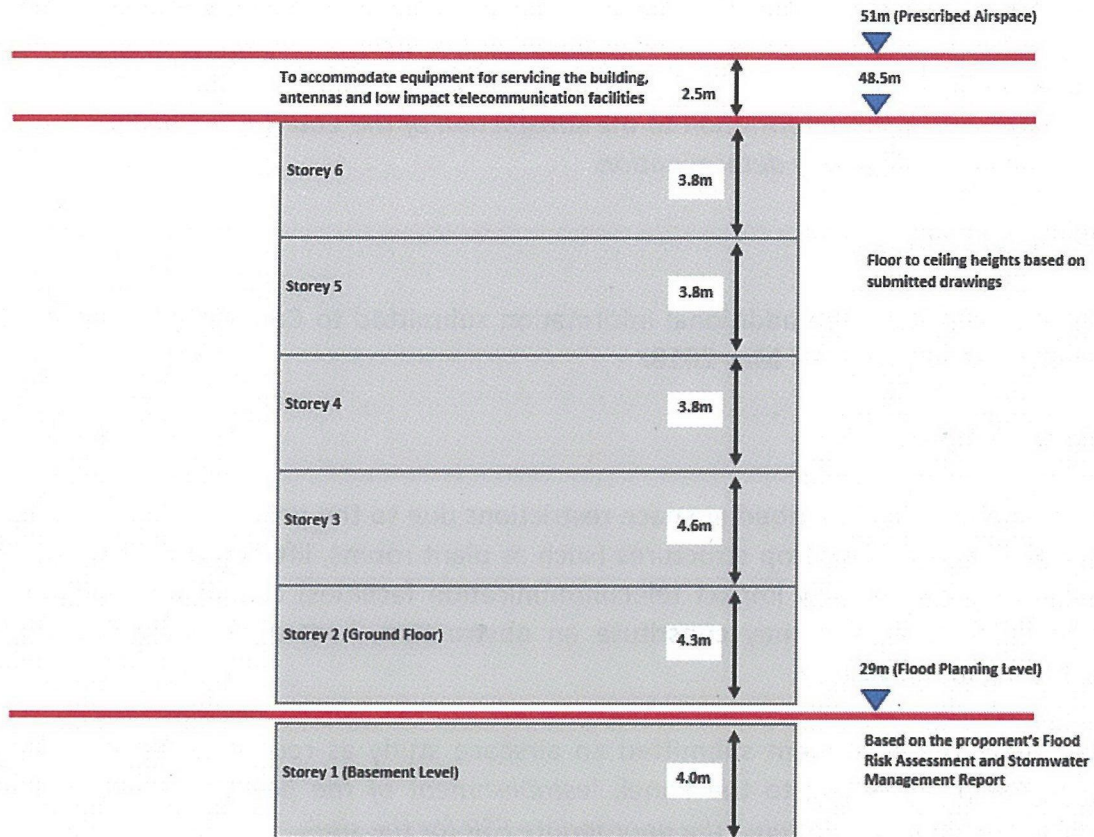 51m (Prescribed Airspace)
To accommodate equipment for servicing the building,
antennas and low impact telecommunication facilities
2.5m
48.5m
Storey 6
3.8m
Floor to ceiling heights based on
submitted drawings
Storey 5
3.8m
Storey 4
3.8m
Storey 3
4.6m
Storey 2 (Ground Floor)
4.3m
29m (Flood Planning Level)
Storey 1 (Basement Level)
4.0m
Based on the proponent's Flood
Risk Assessment and Stormwater
Management Report